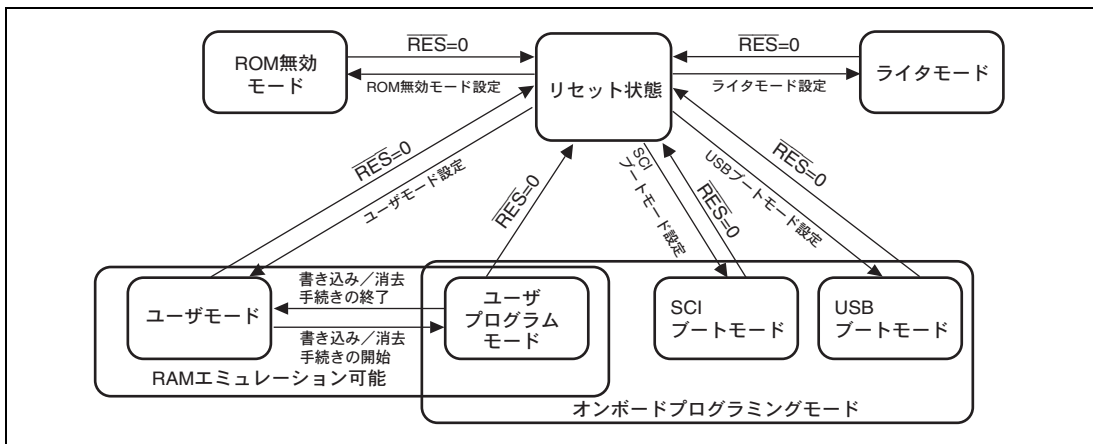 ROM無効
モード
R̅E̅S̅=0
ROM無効モード設定
リセット状態
R̅E̅S̅=0
ライタモード設定
ライタモード
R̅E̅S̅=0
ユーザモード設定
R̅E̅S̅=0
SCI
ブートモード設定
R̅E̅S̅=0
USBブートモード設定
R̅E̅S̅=0
ユーザモード
書き込み／消去
手続きの終了
書き込み／消去
手続きの開始
ユーザ
プログラム
モード
SCI
ブートモード
USB
ブートモード
RAMエミュレーション可能
オンボードプログラミングモード